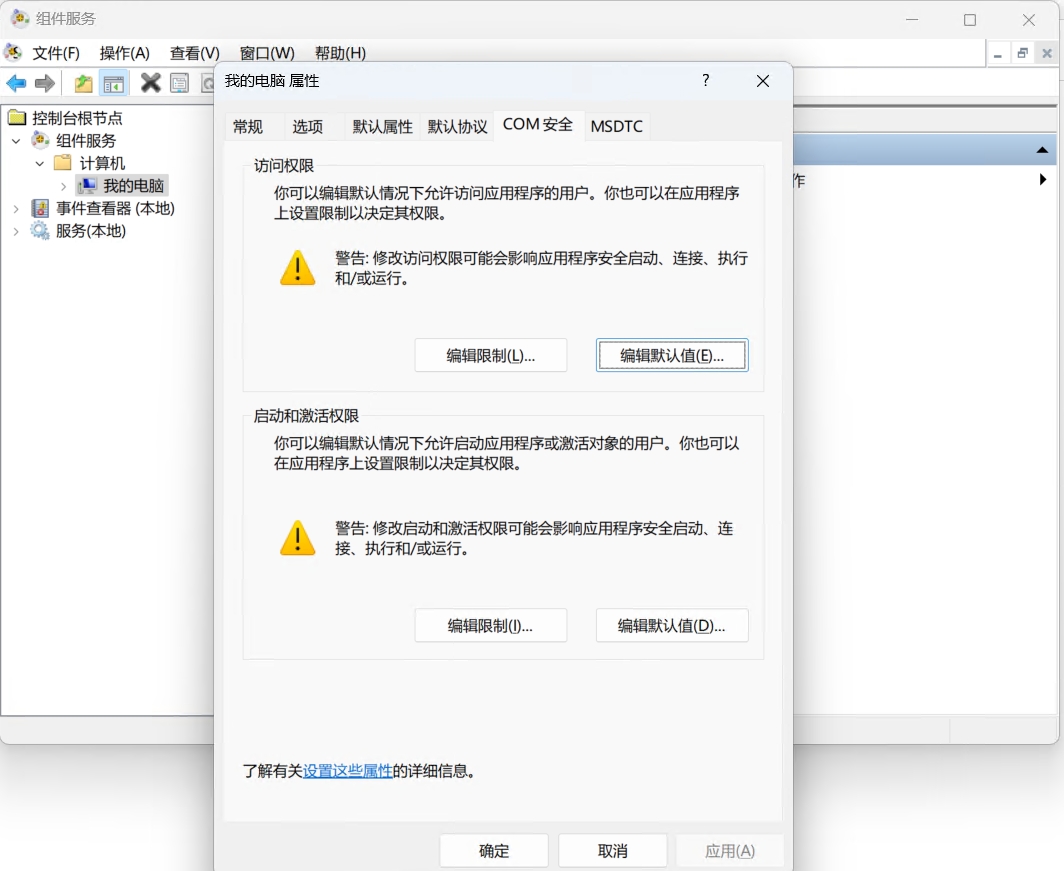 组件服务
文件(F) 操作(A) 查看(V) 窗口(W) 帮助(H)
控制台根节点
组件服务
计算机
我的电脑
事件查看器 (本地)
服务(本地)
作
我的电脑 属性
?
常规 选项 默认属性 默认协议 COM 安全 MSDTC
访问权限
你可以编辑默认情况下允许访问应用程序的用户。你也可以在应用程序
上设置限制以决定其权限。
警告: 修改访问权限可能会影响应用程序安全启动、连接、执行
和/或运行。
编辑限制(L)... 编辑默认值(E)...
启动和激活权限
你可以编辑默认情况下允许启动应用程序或激活对象的用户。你也可以
在应用程序上设置限制以决定其权限。
警告: 修改启动和激活权限可能会影响应用程序安全启动、连
接、执行和/或运行。
编辑限制(I)... 编辑默认值(D)...
了解有关设置这些属性的详细信息。
确定 取消 应用(A)